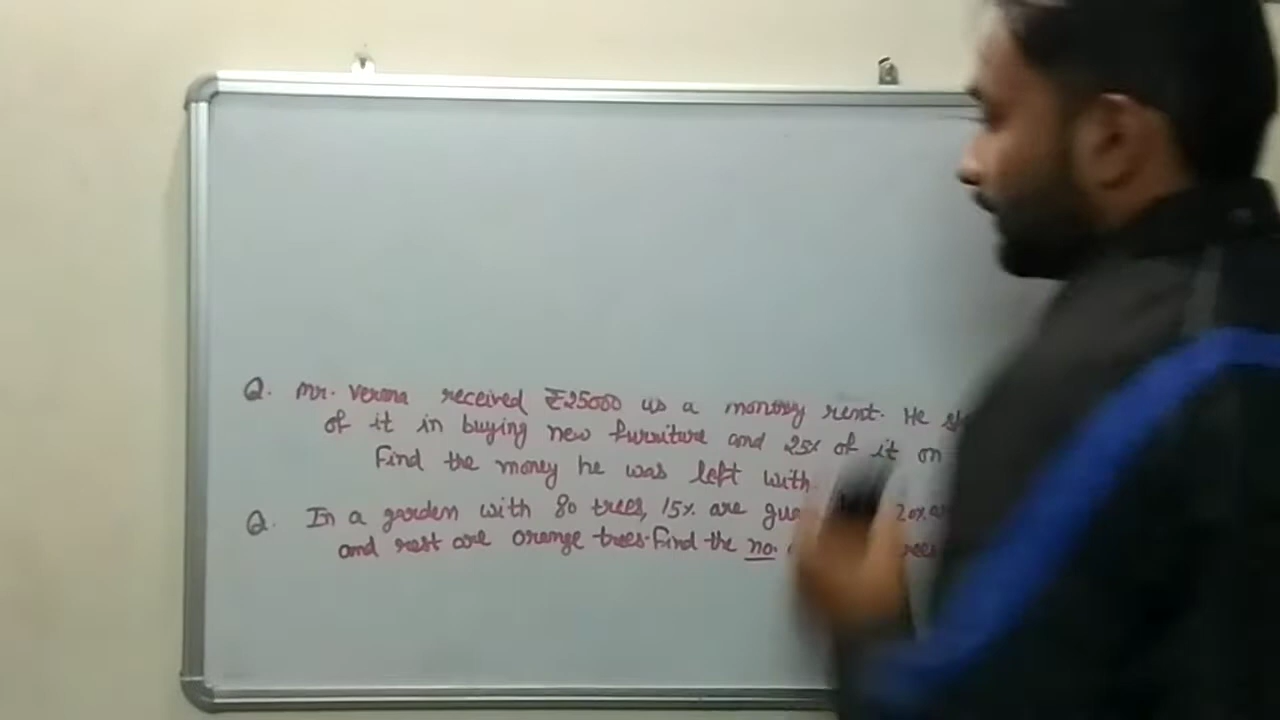 Q. Mr. Verma received ₹25000 as a monthly rent. He
of it in buying new furniture and 25% of it on
Find the money he was left with.
Q. In a garden with 80 trees, 15% are 20%
and rest are orange trees. Find the no.